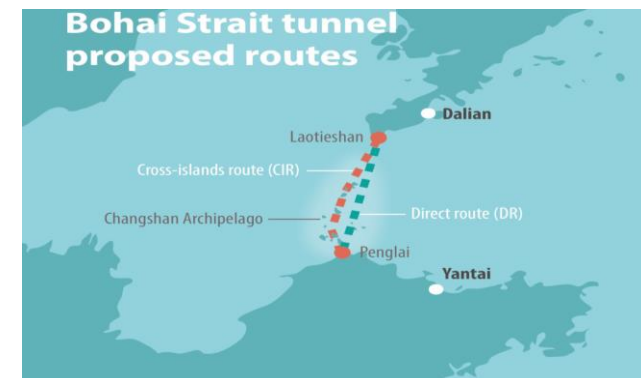 Bohai Strait tunnel
proposed routes
Dalian
Laotieshan
Cross-islands route (CIR)
Changshan Archipelago
Direct route (DR)
Penglai
Yantai